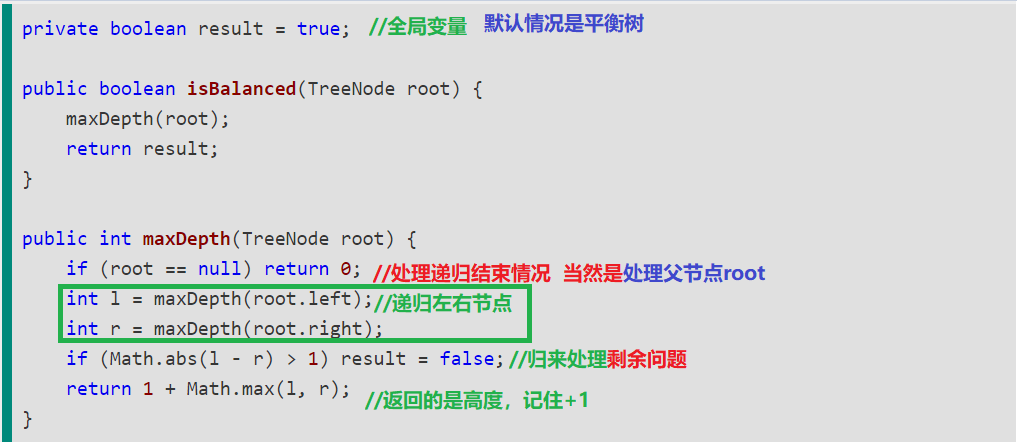 private boolean result = true; //全局变量 默认情况是平衡树
public boolean isBalanced(TreeNode root) {
maxDepth(root);
return result;
}
public int maxDepth(TreeNode root) {
if (root == null) return 0; //处理递归结束情况 当然是处理父节点root
int l = maxDepth(root.left);//递归左右节点
int r = maxDepth(root.right);
if (Math.abs(l - r) > 1) result = false;//归来处理剩余问题
return 1 + Math.max(l, r); //返回的是高度，记住+1
}